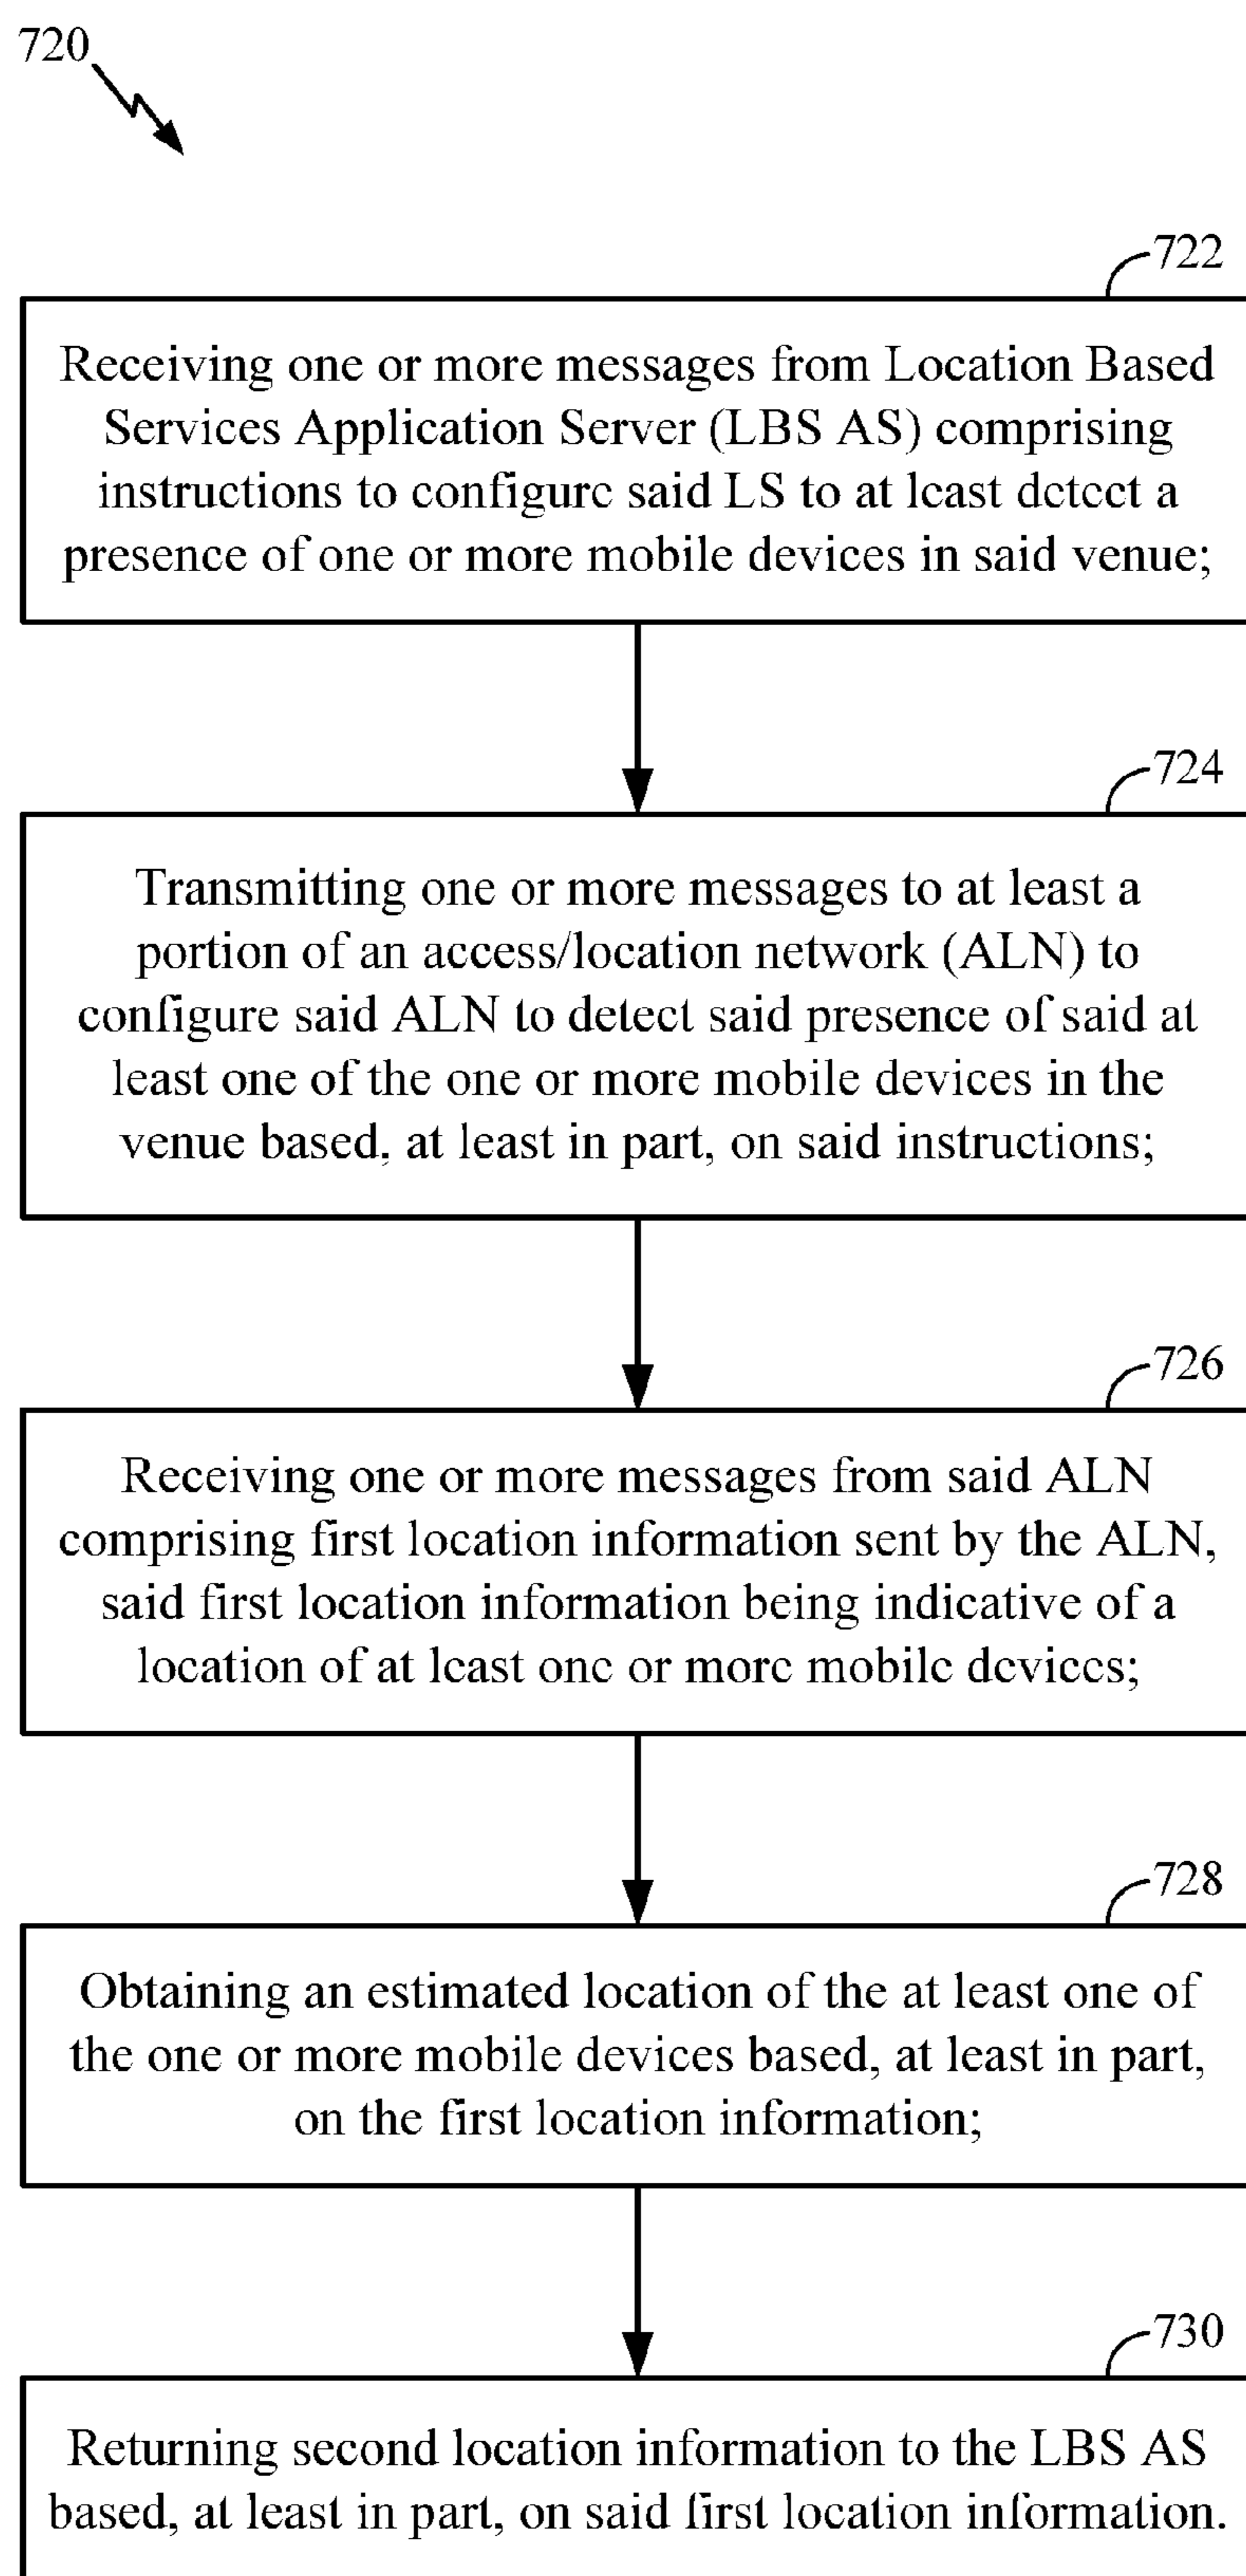 720
722
Receiving one or more messages from Location Based
Services Application Server (LBS AS) comprising
instructions to configure said LS to at least detect a
presence of one or more mobile devices in said venue;
724
Transmitting one or more messages to at least a
portion of an access/location network (ALN) to
configure said ALN to detect said presence of said at
least one of the one or more mobile devices in the
venue based, at least in part, on said instructions;
726
Receiving one or more messages from said ALN
comprising first location information sent by the ALN,
said first location information being indicative of a
location of at least one or more mobile devices;
728
Obtaining an estimated location of the at least one of
the one or more mobile devices based, at least in part,
on the first location information;
730
Returning second location information to the LBS AS
based, at least in part, on said first location information.